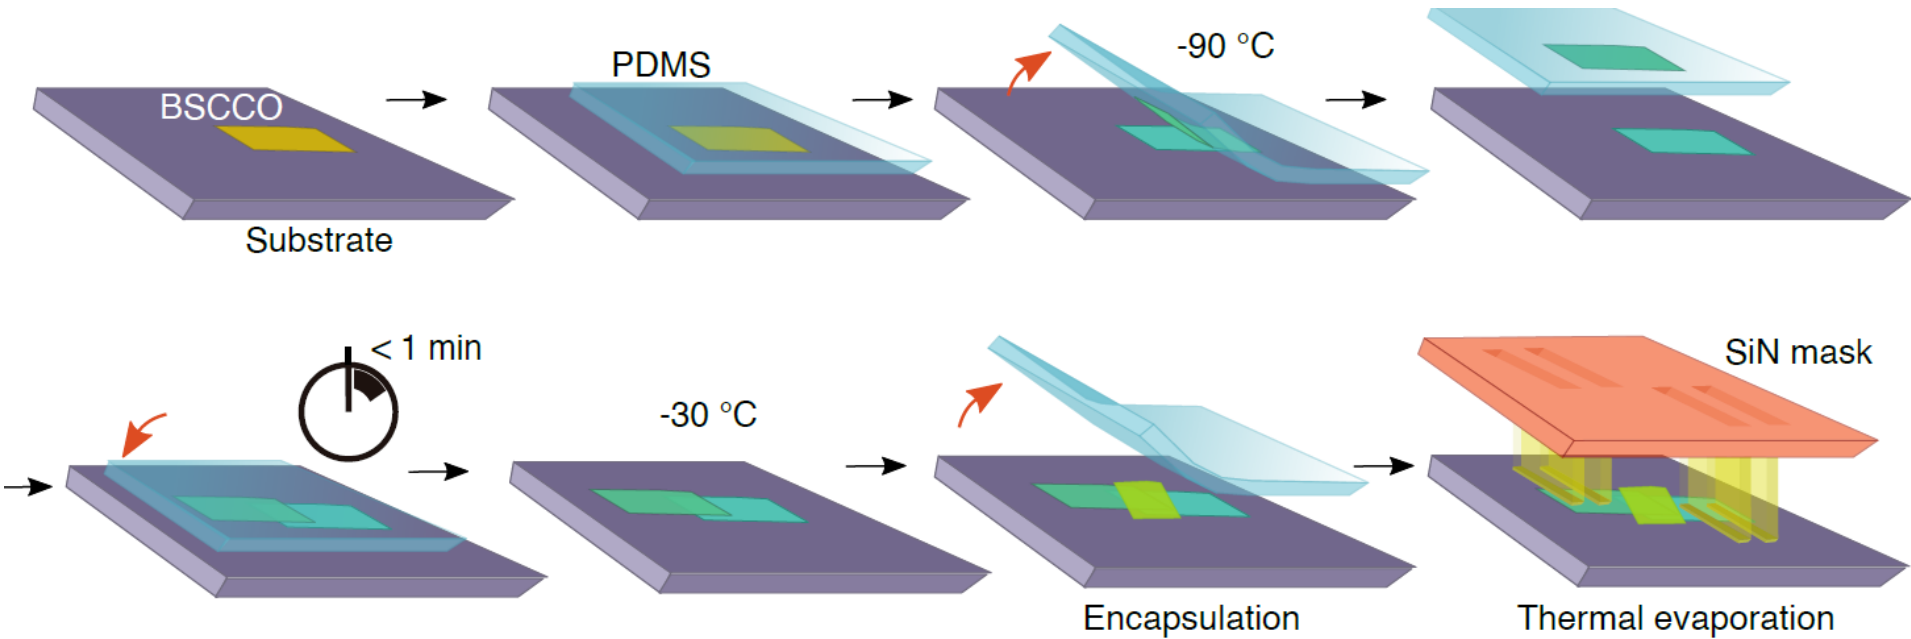 BSCCO
Substrate
PDMS
-90 °C
< 1 min
-30 °C
Encapsulation
SiN mask
Thermal evaporation